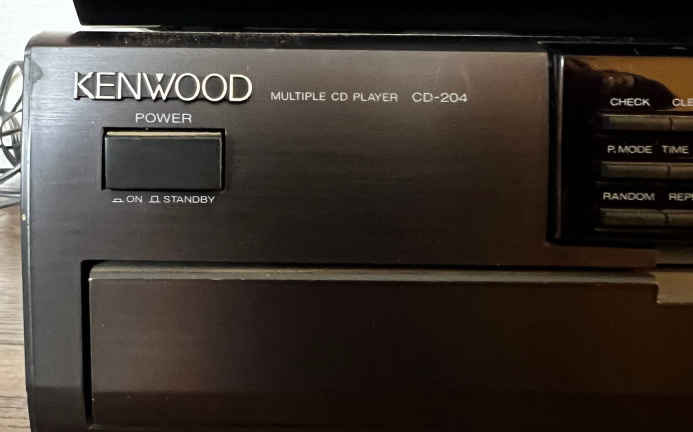 KENWOOD MULTIPLE CD PLAYER CD-204
POWER
ON STANDBY
CHECK
P.MODE TIME
RANDOM